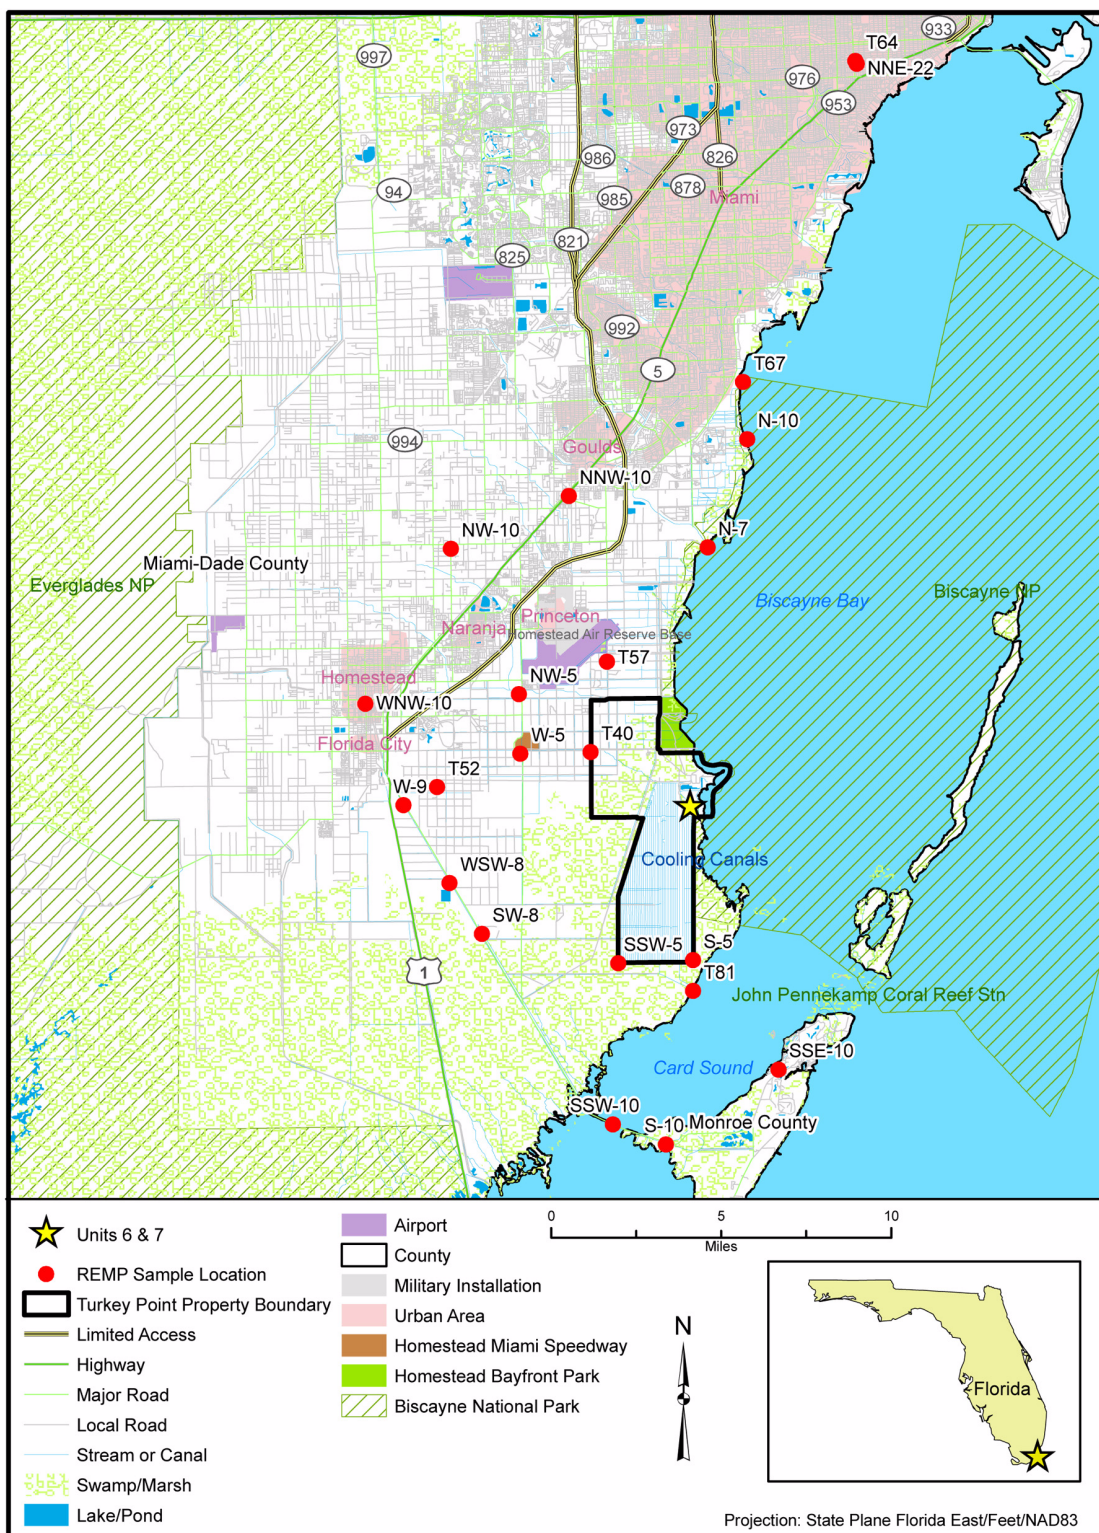 933
T64
NNE-22
997
976
953
973
986
826
94
985
878
Miami
821
825
992
5
T67
N-10
994
Goulds
NNW-10
NW-10
N-7
Miami-Dade County
Everglades NP
Biscayne NP
Biscayne Bay
Princeton
Naranja
Homestead Air Reserve Base
T57
Homestead
NW-5
WNW-10
W-5
T40
Florida City
T52
W-9
Cooling Canals
WSW-8
SW-8
SSW-5
S-5
T81
1
John Pennekamp Coral Reef Stn
SSE-10
Card Sound
SSW-10
S-10
Monroe County
Units 6 & 7
REMP Sample Location
Turkey Point Property Boundary
Limited Access
Highway
Major Road
Local Road
Stream or Canal
Swamp/Marsh
Lake/Pond
Airport
County
Military Installation
Urban Area
Homestead Miami Speedway
Homestead Bayfront Park
Biscayne National Park
0 5 10
Miles
N
Florida
Projection: State Plane Florida East/Feet/NAD83